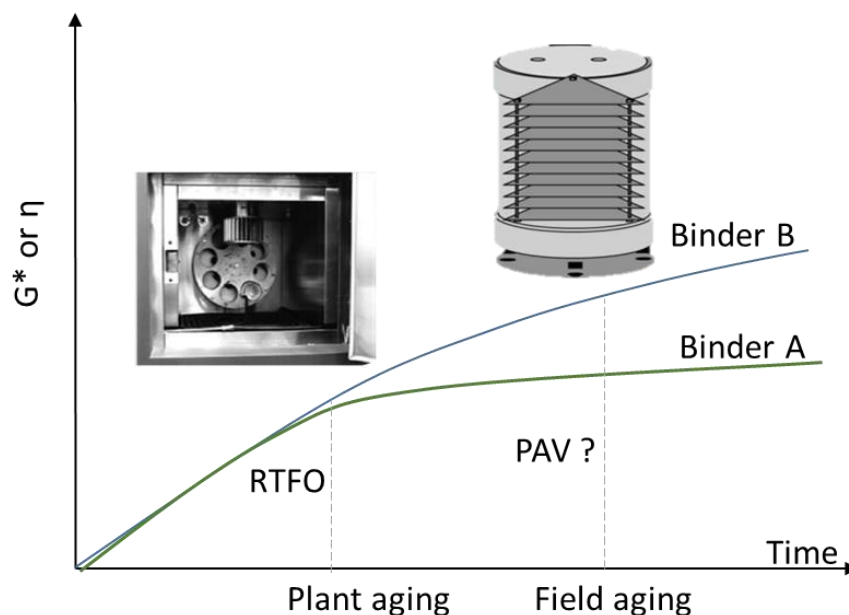 G* or η
Binder B
Binder A
PAV ?
RTFO
Time
Plant aging
Field aging